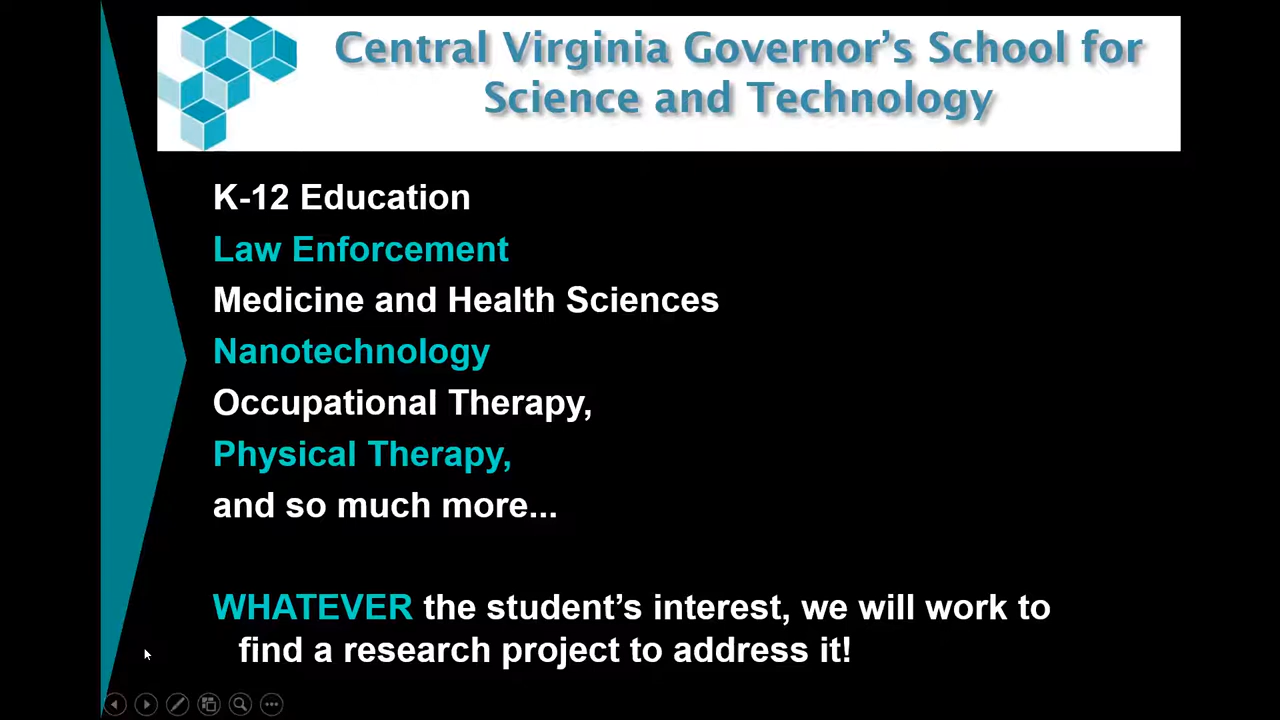 Central Virginia Governor’s School for
Science and Technology
K-12 Education
Law Enforcement
Medicine and Health Sciences
Nanotechnology
Occupational Therapy,
Physical Therapy,
and so much more...
WHATEVER the student’s interest, we will work to
find a research project to address it!